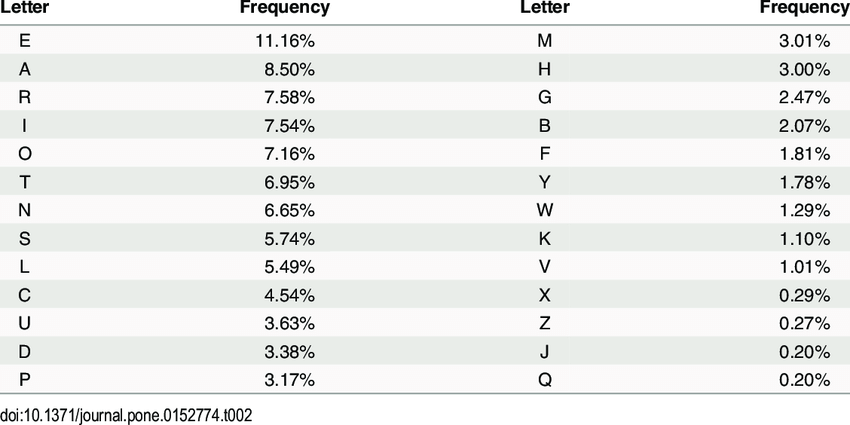 Letter Frequency Letter Frequency
E 11.16% M 3.01%
A 8.50% H 3.00%
R 7.58% G 2.47%
I 7.54% B 2.07%
O 7.16% F 1.81%
T 6.95% Y 1.78%
N 6.65% W 1.29%
S 5.74% K 1.10%
L 5.49% V 1.01%
C 4.54% X 0.29%
U 3.63% Z 0.27%
D 3.38% J 0.20%
P 3.17% Q 0.20%
doi:10.1371/journal.pone.0152774.t002